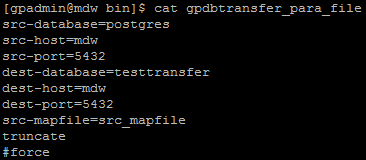 [gpadmin@mdw bin]$ cat gpdbtransfer_para_file
src-database=postgres
src-host=mdw
src-port=5432
dest-database=testtransfer
dest-host=mdw
dest-port=5432
src-mapfile=src_mapfile
truncate
#force